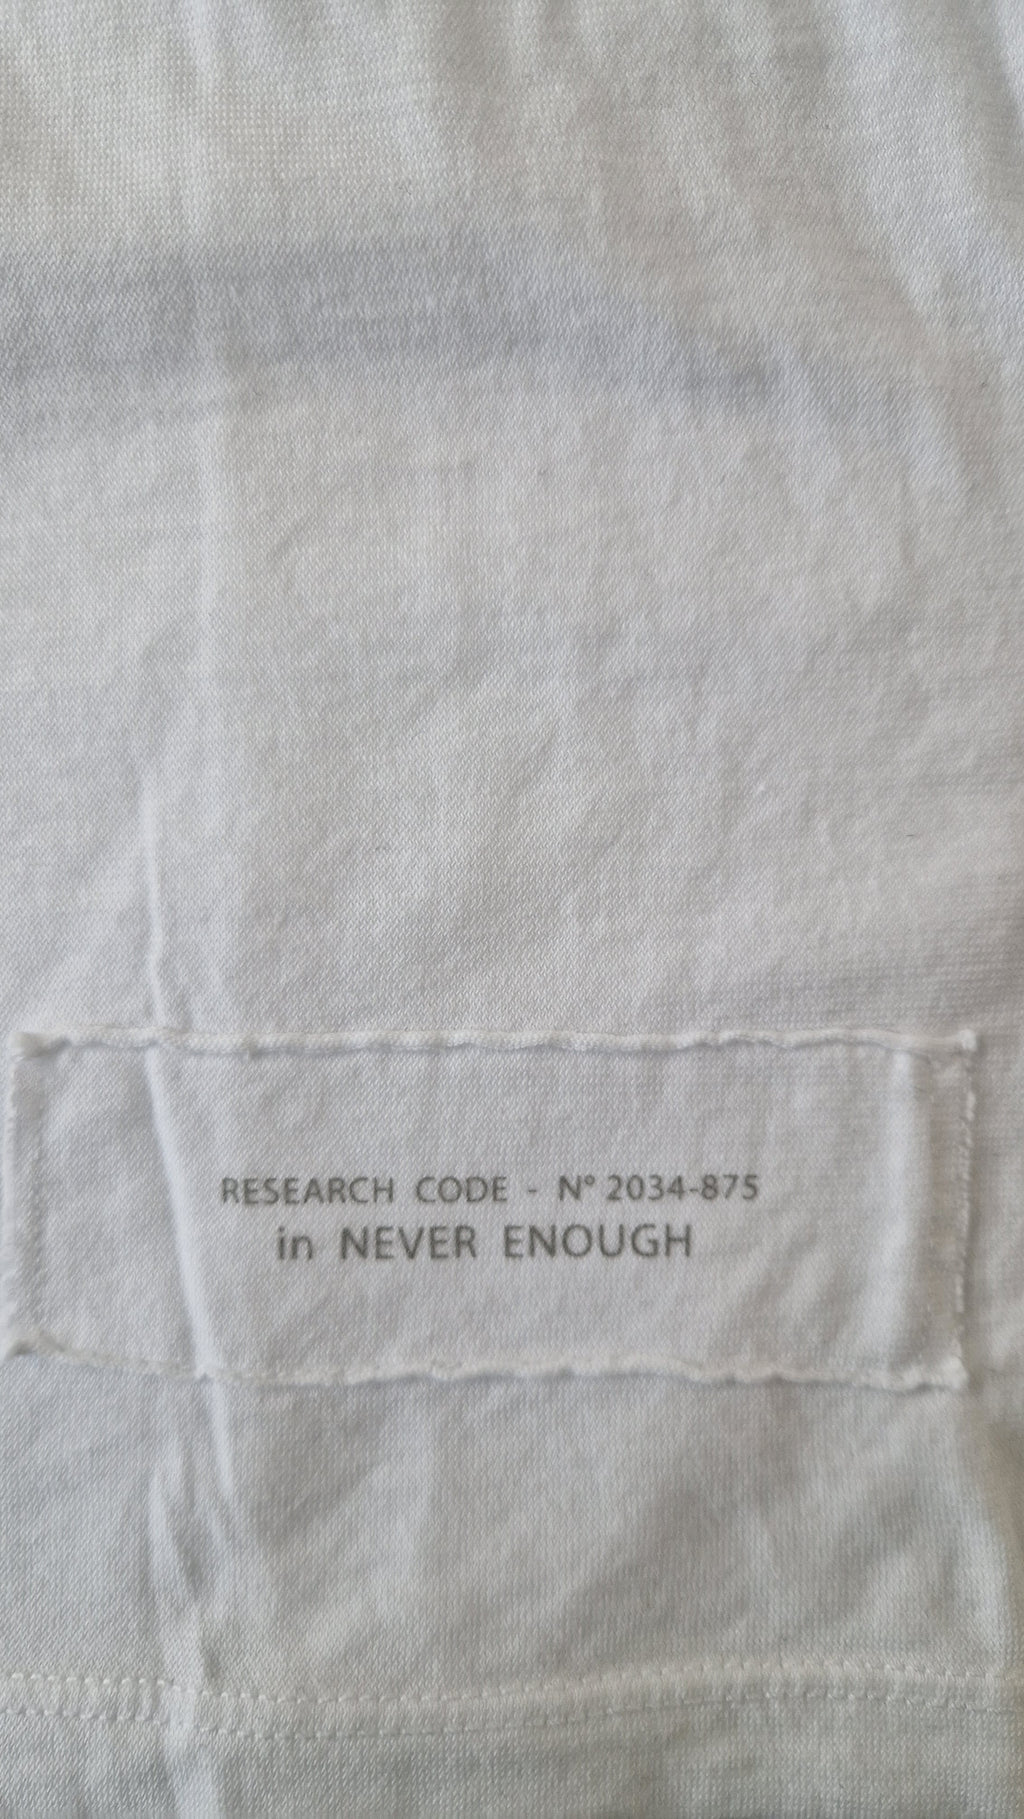 RESEARCH CODE - N° 2034-875
in NEVER ENOUGH